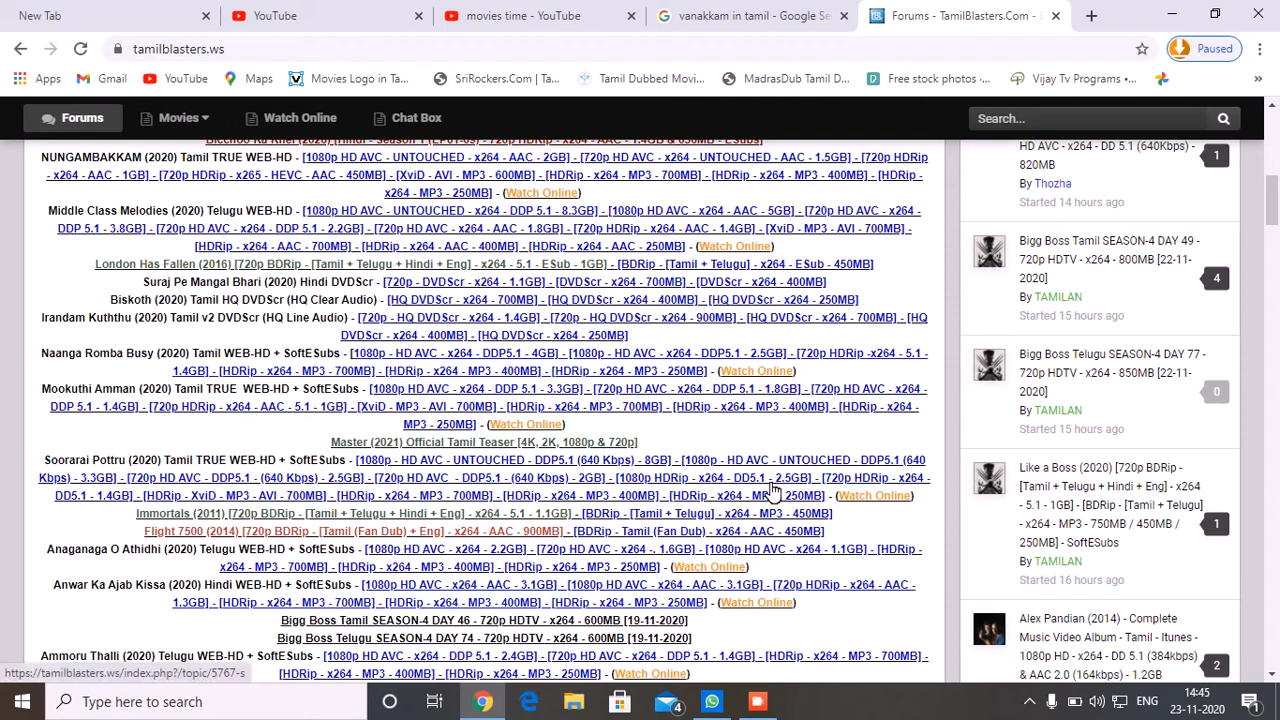 New Tab
YouTube
movies time - YouTube
vanakkam in tamil - Google Se
Forums - TamilBlasters.Com - E
tamilblasters.ws
Paused
Apps Gmail YouTube Maps Movies Logo in Ta... SriRockers.Com | Ta... Tamil Dubbed Movi... MadrasDub Tamil D... Free stock photos · ... Vijay Tv Programs •... »
Forums Movies Watch Online Chat Box Search...
NUNGAMBAKKAM (2020) Tamil TRUE WEB-HD - [1080p HD AVC - UNTOUCHED - x264 - AAC - 2GB] - [720p HD AVC - x264 - UNTOUCHED - AAC - 1.5GB] - [720p HDRip
- x264 - AAC - 1GB] - [720p HDRip - x265 - HEVC - AAC - 450MB] - [XviD - MP3 - AVI - 600MB] - [HDRip - x264 - MP3 - 700MB] - [HDRip - x264 - MP3 - 400MB] - [HDRip -
x264 - MP3 - 250MB] - (Watch Online)
Middle Class Melodies (2020) Telugu WEB-HD - [1080p HD AVC - UNTOUCHED - x264 - DDP 5.1 - 8.3GB] - [1080p HD AVC - x264 - AAC - 5GB] - [720p HD AVC - x264 -
DDP 5.1 - 3.8GB] - [720p HD AVC - x264 - DDP 5.1 - 2.2GB] - [720p HD AVC - x264 - AAC - 1.8GB] - [720p HD AVC - x264 - AAC - 1.4GB] - [XviD - MP3 - AVI - 700MB] -
[HDRip - x264 - AAC - 700MB] - [HDRip - x264 - AAC - 400MB] - [HDRip - x264 - AAC - 250MB] - (Watch Online)
London Has Fallen (2016) [720p BDRip - [Tamil + Telugu + Hindi + Eng] - x264 - 5.1 - ESub - 1GB] - [BDRip - [Tamil + Telugu] - x264 - ESub - 450MB]
Suraj Pe Mangal Bhari (2020) Hindi DVDScr - [720p - DVDScr - x264 - 1.1GB] - [DVDScr - x264 - 700MB] - [DVDScr - x264 - 400MB]
Biskoth (2020) Tamil HQ DVDScr (HQ Clear Audio) - [HQ DVDScr - x264 - 700MB] - [HQ DVDScr - x264 - 400MB] - [HQ DVDScr - x264 - 250MB]
Irandam Kuththu (2020) Tamil v2 DVDScr (HQ Line Audio) - [720p - HQ DVDScr - x264 - 1.4GB] - [720p - HQ DVDScr - x264 - 900MB] - [HQ DVDScr - x264 - 700MB] - [HQ
DVDScr - x264 - 400MB] - [HQ DVDScr - x264 - 250MB]
Naanga Romba Busy (2020) Tamil WEB-HD + SoftESubs - [1080p - HD AVC - x264 - DDP5.1 - 4GB] - [1080p - HD AVC - x264 - DDP5.1 - 2.5GB] - [720p HDRip -x264 - 5.1 -
1.4GB] - [HDRip - x264 - MP3 - 700MB] - [HDRip - x264 - MP3 - 400MB] - [HDRip - x264 - MP3 - 250MB] - (Watch Online)
Mookuthi Amman (2020) Tamil TRUE WEB-HD + SoftESubs - [1080p - HD AVC - x264 - DDP 5.1 - 3.3GB] - [720p - HD AVC - x264 - DDP 5.1 - 1.8GB] - [720p HD AVC - x264 -
DDP 5.1 - 1.4GB] - [720p HDRip - x264 - AAC - 5.1 - 1GB] - [XviD - MP3 - AVI - 700MB] - [HDRip - x264 - MP3 - 700MB] - [HDRip - x264 - MP3 - 400MB] - [HDRip - x264 -
MP3 - 250MB] - (Watch Online)
Master (2021) Official Tamil Teaser [4K, 2K, 1080p & 720p]
Soorarai Pottru (2020) Tamil TRUE WEB-HD + SoftESubs - [1080p - HD AVC - UNTOUCHED - DDP5.1 (640 Kbps) - 8GB] - [1080p - HD AVC - UNTOUCHED - DDP5.1 (640
Kbps) - 3.3GB] - [720p HD AVC - DDP5.1 - (640 Kbps) - 2GB] - [1080p HDRip - x264 - DD5.1 - 2.5GB] - [720p HDRip - x264 -
DD5.1 - 1.4GB] - [HDRip - XviD - MP3 - AVI - 700MB] - [HDRip - x264 - MP3 - 700MB] - [HDRip - x264 - MP3 - 400MB] - [HDRip - x264 - MP3 - 250MB] - (Watch Online)
Immortals (2011) [720p BDRip - [Tamil + Telugu + Hindi + Eng] - x264 - 5.1 - 1.1GB] - [BDRip - [Tamil + Telugu] - x264 - MP3 - 450MB]
Flight 7500 (2014) [720p BDRip - [Tamil (Fan Dub) + Eng] - x264 - AAC - 900MB] - [BDRip - Tamil (Fan Dub) - x264 - AAC - 450MB]
Anaganaga O Athidhi (2020) Telugu WEB-HD + SoftESubs - [1080p HD AVC - x264 - 2.2GB] - [720p HD AVC - x264 -. 1.6GB] - [1080p HD AVC - x264 - 1.1GB] - [HDRip -
x264 - MP3 - 700MB] - [HDRip - x264 - MP3 - 400MB] - [HDRip - x264 - MP3 - 250MB] - (Watch Online)
Anwar Ka Ajab Kissa (2020) Hindi WEB-HD + SoftESubs - [1080p HD AVC - x264 - AAC - 3.1GB] - [1080p HD AVC - x264 - AAC - 3.1GB] - [720p HDRip - x264 - AAC -
1.3GB] - [HDRip - x264 - MP3 - 700MB] - [HDRip - x264 - MP3 - 400MB] - [HDRip - x264 - MP3 - 250MB] - (Watch Online)
Bigg Boss Tamil SEASON-4 DAY 46 - 720p HDTV - x264 - 600MB [19-11-2020]
Bigg Boss Telugu SEASON-4 DAY 74 - 720p HDTV - x264 - 600MB [19-11-2020]
Ammoru Thalli (2020) Telugu WEB-HD - [1080p - HD AVC - x264 - DDP 5.1 - 2.4GB] - [720p HD AVC - x264 - DDP 5.1 - 1.4GB] - [HDRip - x264 - MP3 - 700MB] -
[HDRip - x264 - MP3 - 400MB] - [HDRip - x264 - MP3 - 250MB] - (Watch Online)
HD AVC - x264 - DD 5.1 (640Kbps) -
820MB
1
By Thozha
Started 14 hours ago
Bigg Boss Tamil SEASON-4 DAY 49 -
720p HDTV - x264 - 800MB [22-11-
2020]
4
By TAMILAN
Started 15 hours ago
Bigg Boss Telugu SEASON-4 DAY 77 -
720p HDTV - x264 - 850MB [22-11-
2020]
0
By TAMILAN
Started 15 hours ago
Like a Boss (2020) [720p BDRip -
[Tamil + Telugu + Hindi + Eng] - x264
- 5.1 - 1GB] - [BDRip - [Tamil + Telugu]
- x264 - MP3 - 750MB / 450MB /
250MB] - SoftESubs
1
By TAMILAN
Started 16 hours ago
Alex Pandian (2014) - Complete
Music Video Album - Tamil - Itunes -
1080p HD - x264 - DD 5.1 (384kbps)
& AAC 2.0 (164kbps) - 1.2GB
2
https://tamilblasters.ws/index.php?/topic/5767-s
Type here to search
4
ENG
14:45
23-11-2020
1